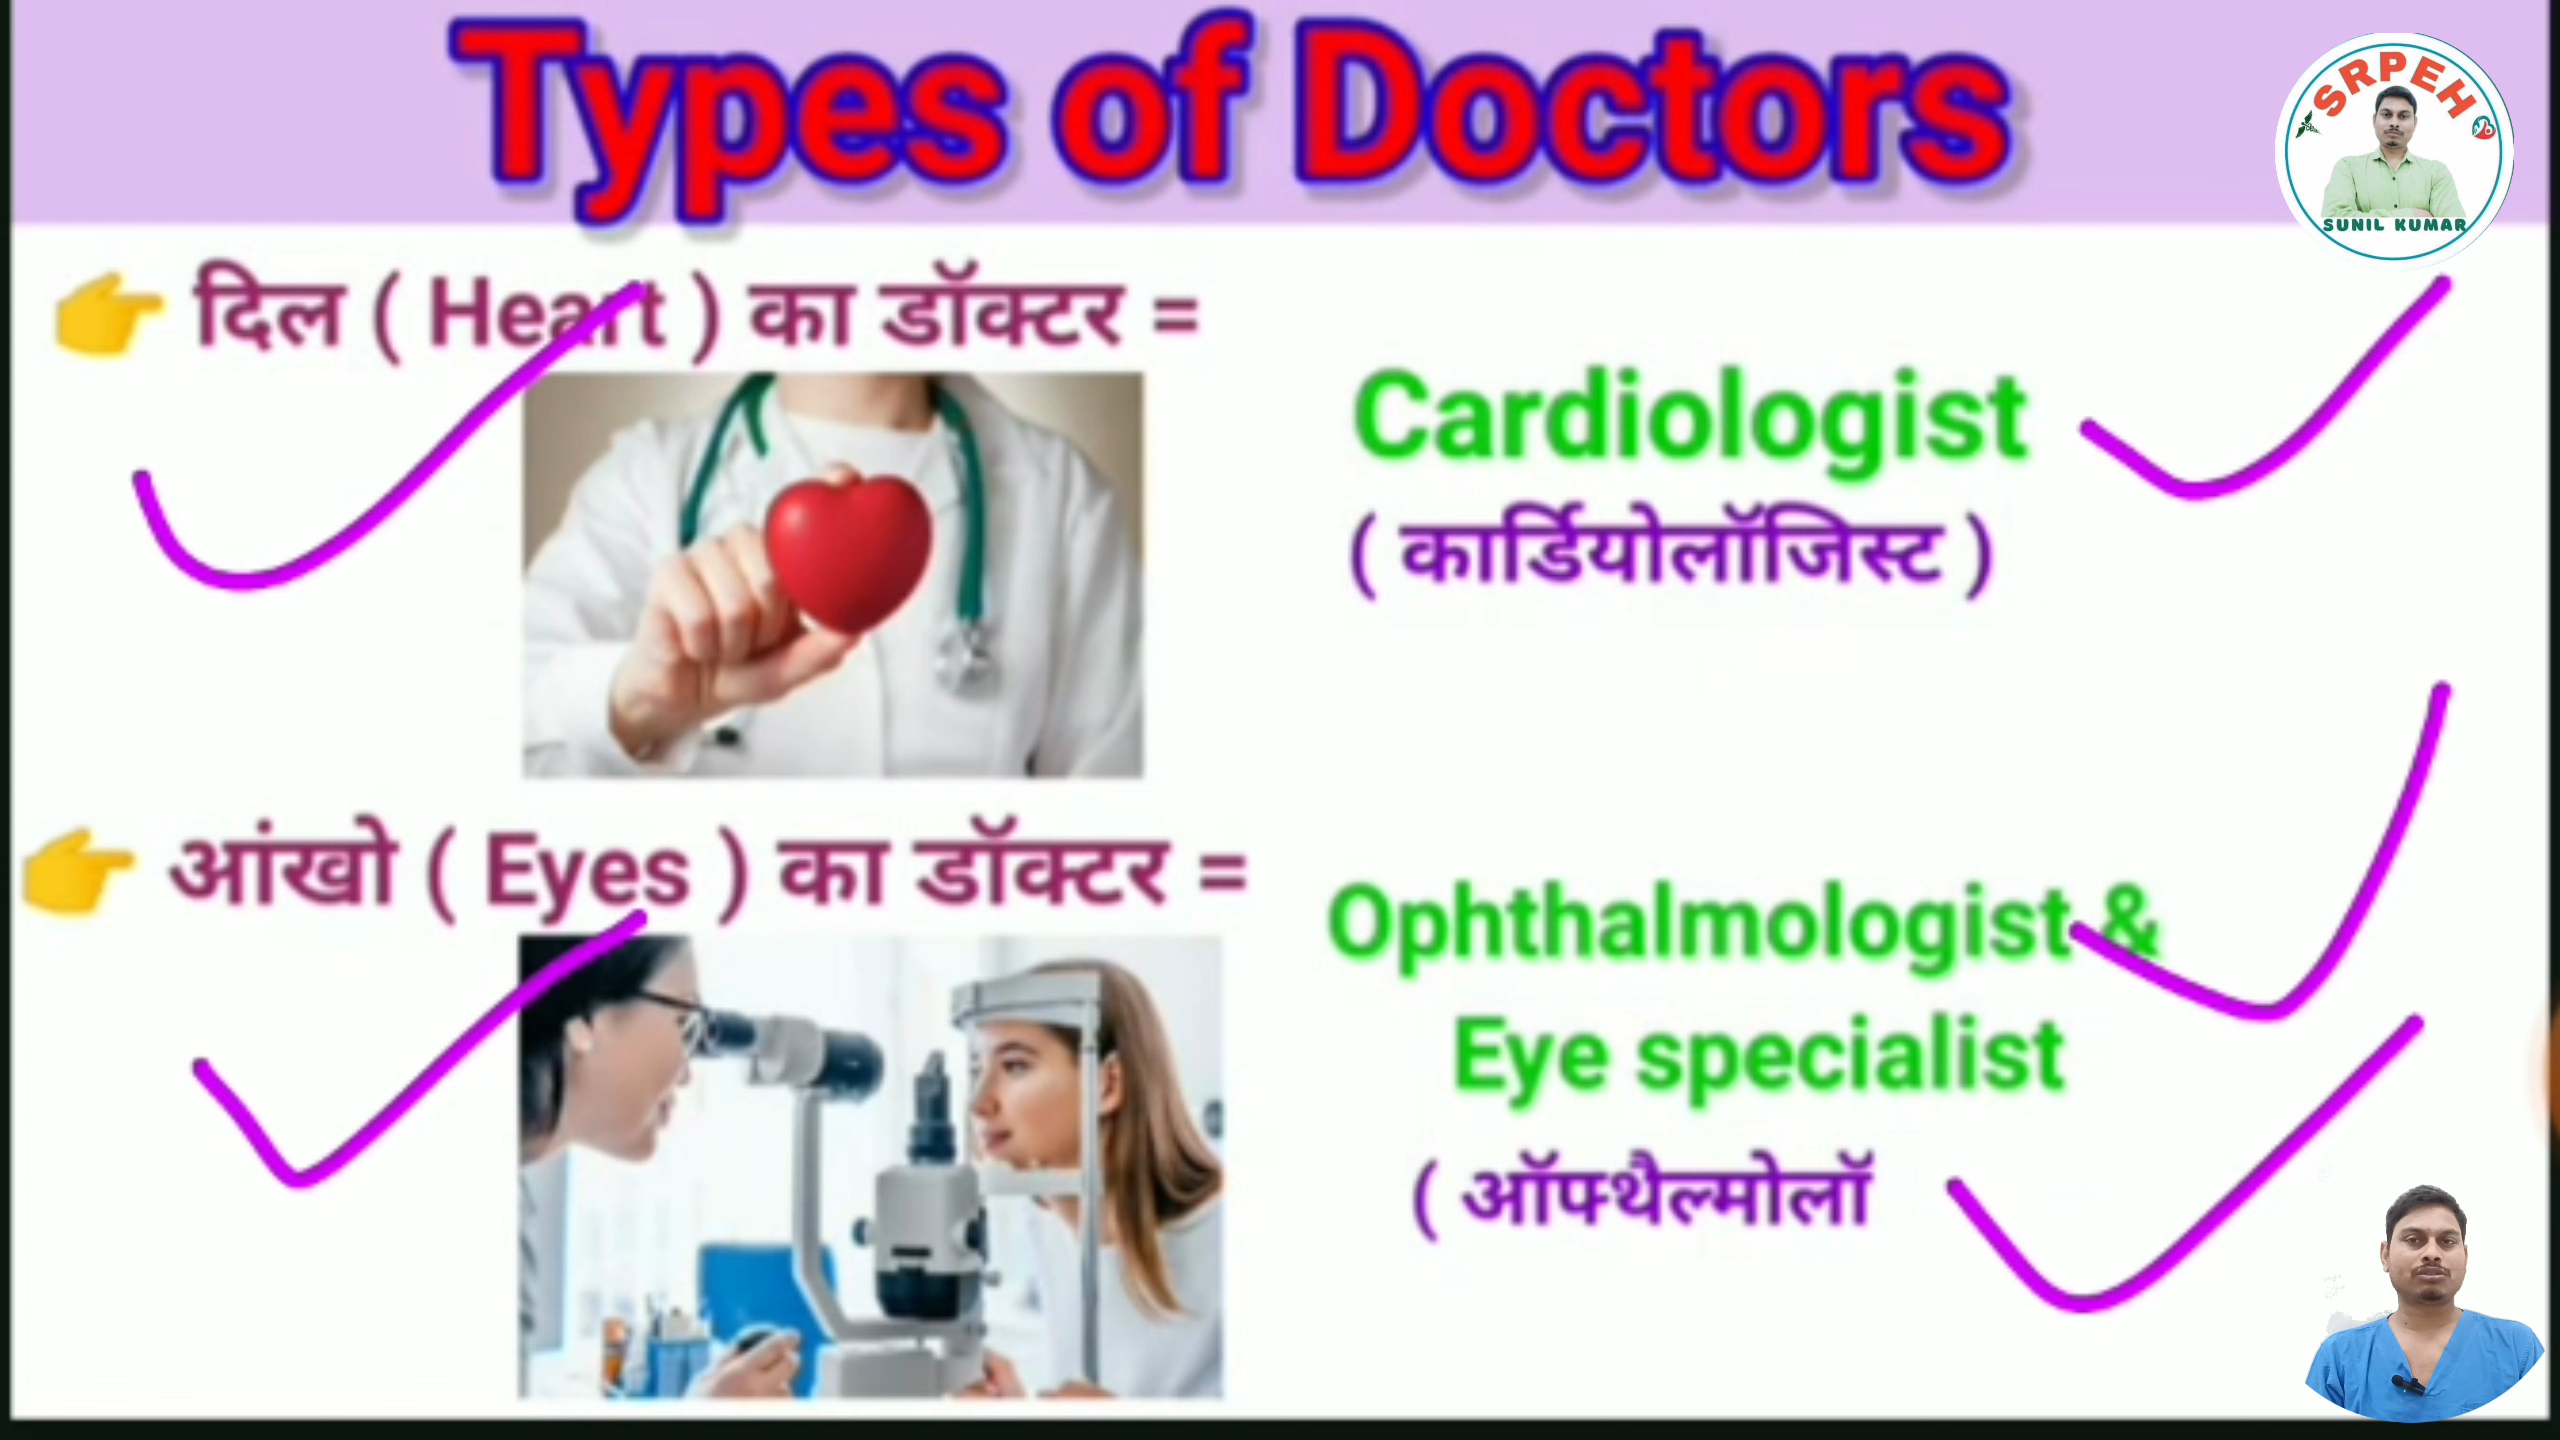 Types of Doctors
SRPEH
SUNIL KUMAR
👉 दिल ( Heart ) का डॉक्टर =
Cardiologist
( कार्डियोलॉजिस्ट )
👉 आंखो ( Eyes ) का डॉक्टर =
Ophthalmologist &
Eye specialist
( ऑफ्थैल्मोलॉ